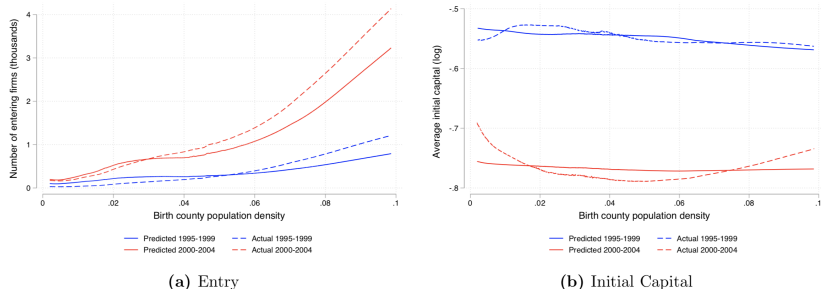 Number of entering firms (thousands)
4
3
2
1
0
0
.02
.04
.06
.08
.1
Birth county population density
Predicted 1995-1999
Actual 1995-1999
Predicted 2000-2004
Actual 2000-2004
(a) Entry
Average initial capital (log)
-.5
-.6
-.7
-.8
0
.02
.04
.06
.08
.1
Birth county population density
Predicted 1995-1999
Actual 1995-1999
Predicted 2000-2004
Actual 2000-2004
(b) Initial Capital